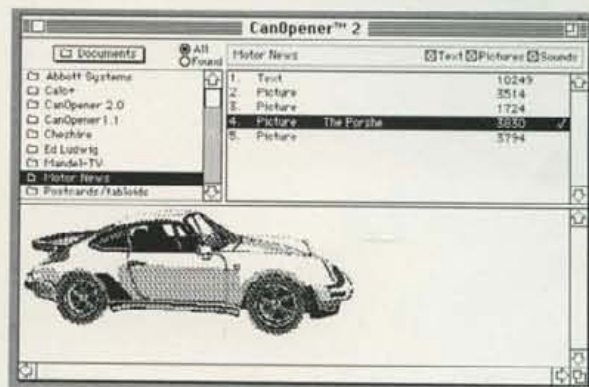 CanOpener™ 2
Documents
All
Found
Motor News
Text Pictures Sounds
Abbott Systems
Calc+
CanOpener 2.0
CanOpener 1.1
Cheshire
Ed Ludwig
Mandel-TV
Motor News
Postcards/tabloids
1. Text 10249
2. Picture 3514
3. Picture 1724
4. Picture The Porshe 3830
5. Picture 3794